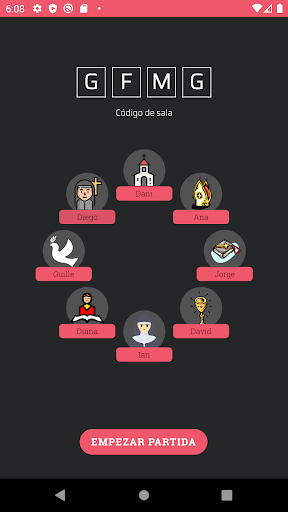 6:08
G F M G
Código de sala
Dani
Diego
Ana
Guille
Jorge
Diana
David
Ian
EMPEZAR PARTIDA